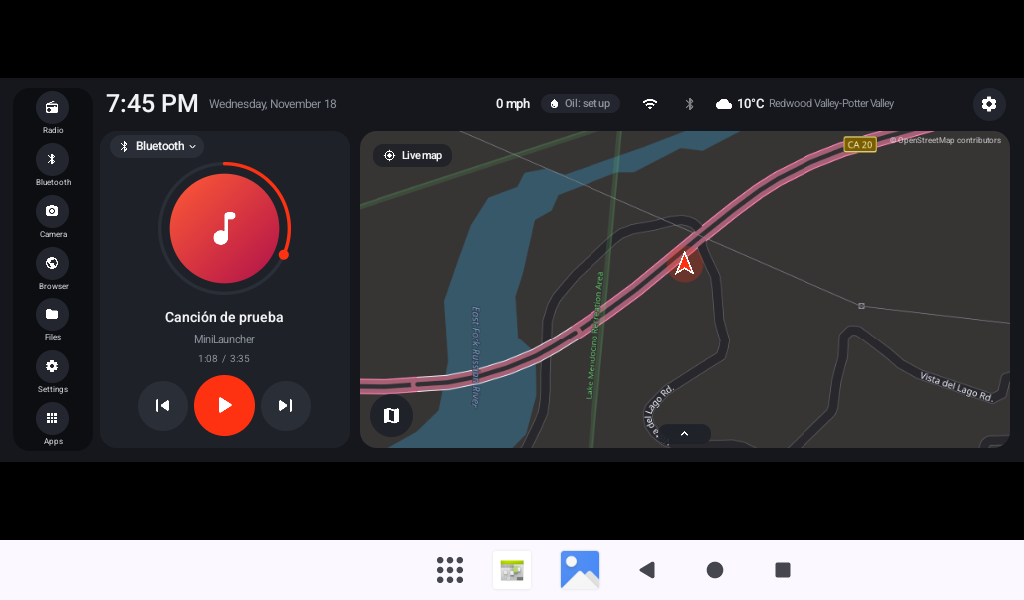 7:45 PM
Wednesday, November 18
0 mph
Oil: set up
10°C
Redwood Valley-Potter Valley
Radio
Bluetooth
Camera
Browser
Files
Settings
Apps
Bluetooth
Canción de prueba
MiniLauncher
1:08 / 3:35
Live map
CA 20
© OpenStreetMap contributors
East Fork Russian River
Lake Mendocino Recreation Area
Vista del Lago Rd.
del Lago Rd.